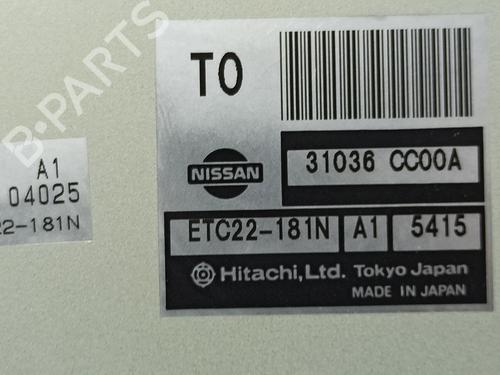 B-PARTS
T0
NISSAN
31036 CC00A
ETC22-181N A1 5415
Hitachi, Ltd. Tokyo Japan
MADE IN JAPAN
A1
04025
22-181N